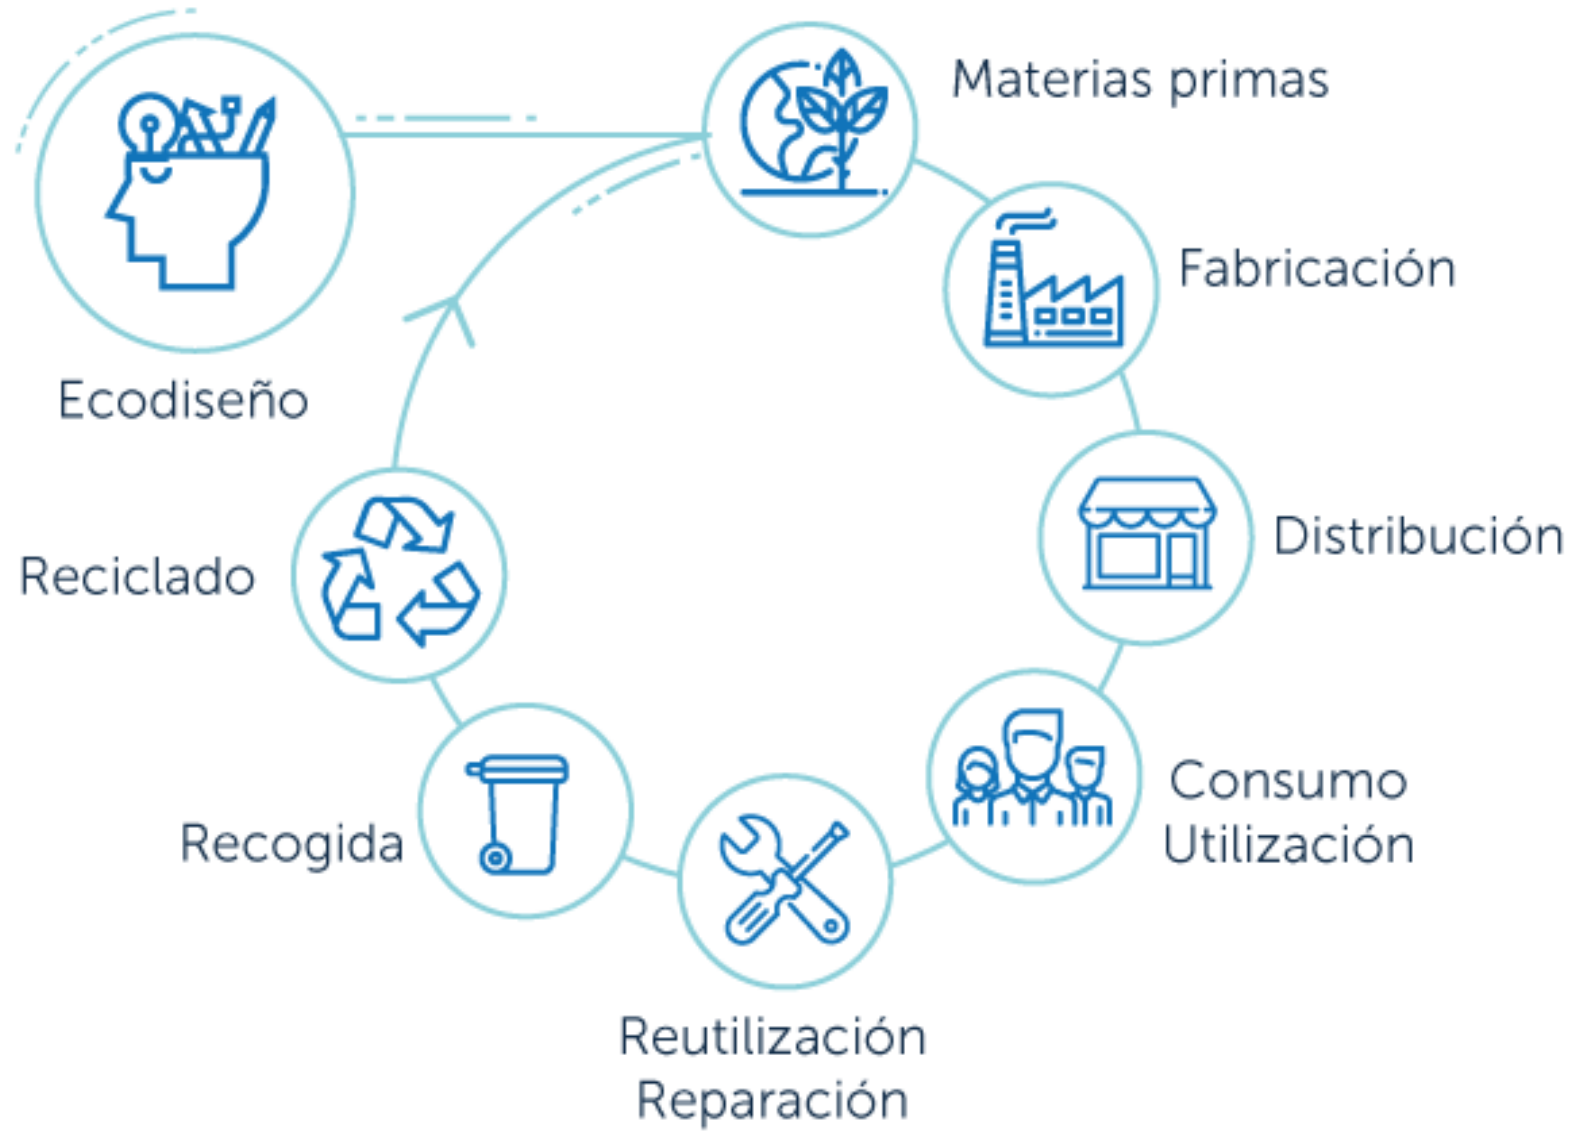 Materias primas
Fabricación
Distribución
Consumo
Utilización
Reutilización
Reparación
Recogida
Reciclado
Ecodiseño